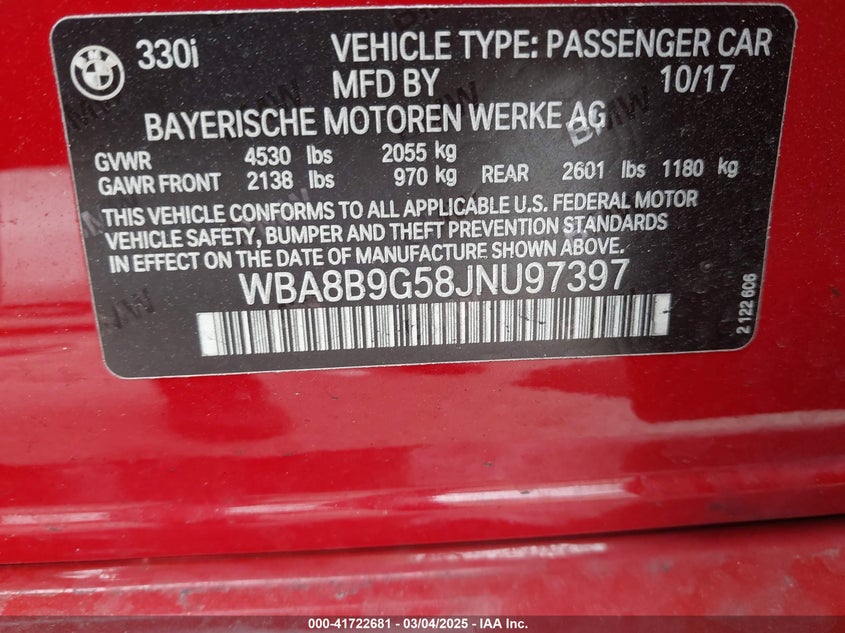 330i VEHICLE TYPE: PASSENGER CAR
MFD BY 10/17
BAYERISCHE MOTOREN WERKE AG
GVWR 4530 lbs 2055 kg
GAWR FRONT 2138 lbs 970 kg REAR 2601 lbs 1180 kg
THIS VEHICLE CONFORMS TO ALL APPLICABLE U.S. FEDERAL MOTOR
VEHICLE SAFETY, BUMPER AND THEFT PREVENTION STANDARDS
IN EFFECT ON THE DATE OF MANUFACTURE SHOWN ABOVE.
WBA8B9G58JNU97397
2 122 606
000-41722681 - 03/04/2025 - IAA Inc.